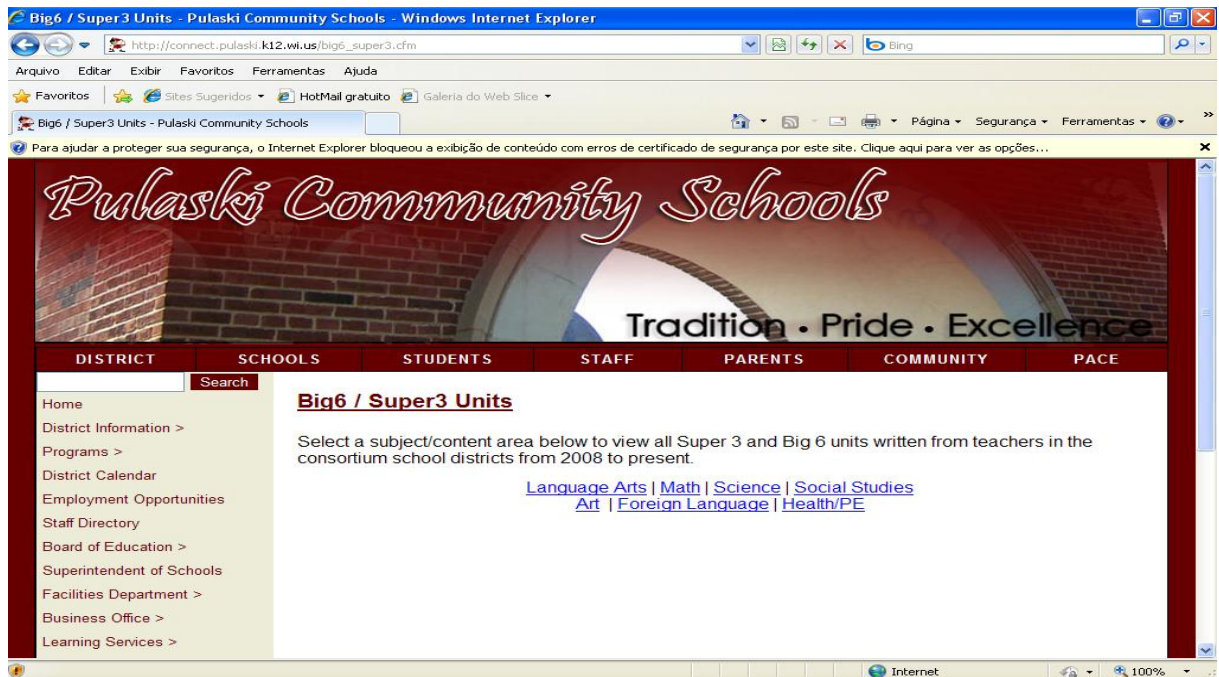 Big6 / Super3 Units - Pulaski Community Schools - Windows Internet Explorer
http://connect.pulaski.k12.wi.us/big6_super3.cfm
Bing
Arquivo Editar Exibir Favoritos Ferramentas Ajuda
Favoritos Sites Sugeridos HotMail gratuito Galeria do Web Slice
Big6 / Super3 Units - Pulaski Community Schools
Página Segurança Ferramentas »
Para ajudar a proteger sua segurança, o Internet Explorer bloqueou a exibição de conteúdo com erros de certificado de segurança por este site. Clique aqui para ver as opções...
Pulaski Community Schools
Tradition • Pride • Excellence
DISTRICT SCHOOLS STUDENTS STAFF PARENTS COMMUNITY PACE
Search
Home
District Information >
Programs >
District Calendar
Employment Opportunities
Staff Directory
Board of Education >
Superintendent of Schools
Facilities Department >
Business Office >
Learning Services >
Big6 / Super3 Units
Select a subject/content area below to view all Super 3 and Big 6 units written from teachers in the
consortium school districts from 2008 to present.
Language Arts | Math | Science | Social Studies
Art | Foreign Language | Health/PE
Internet
100%